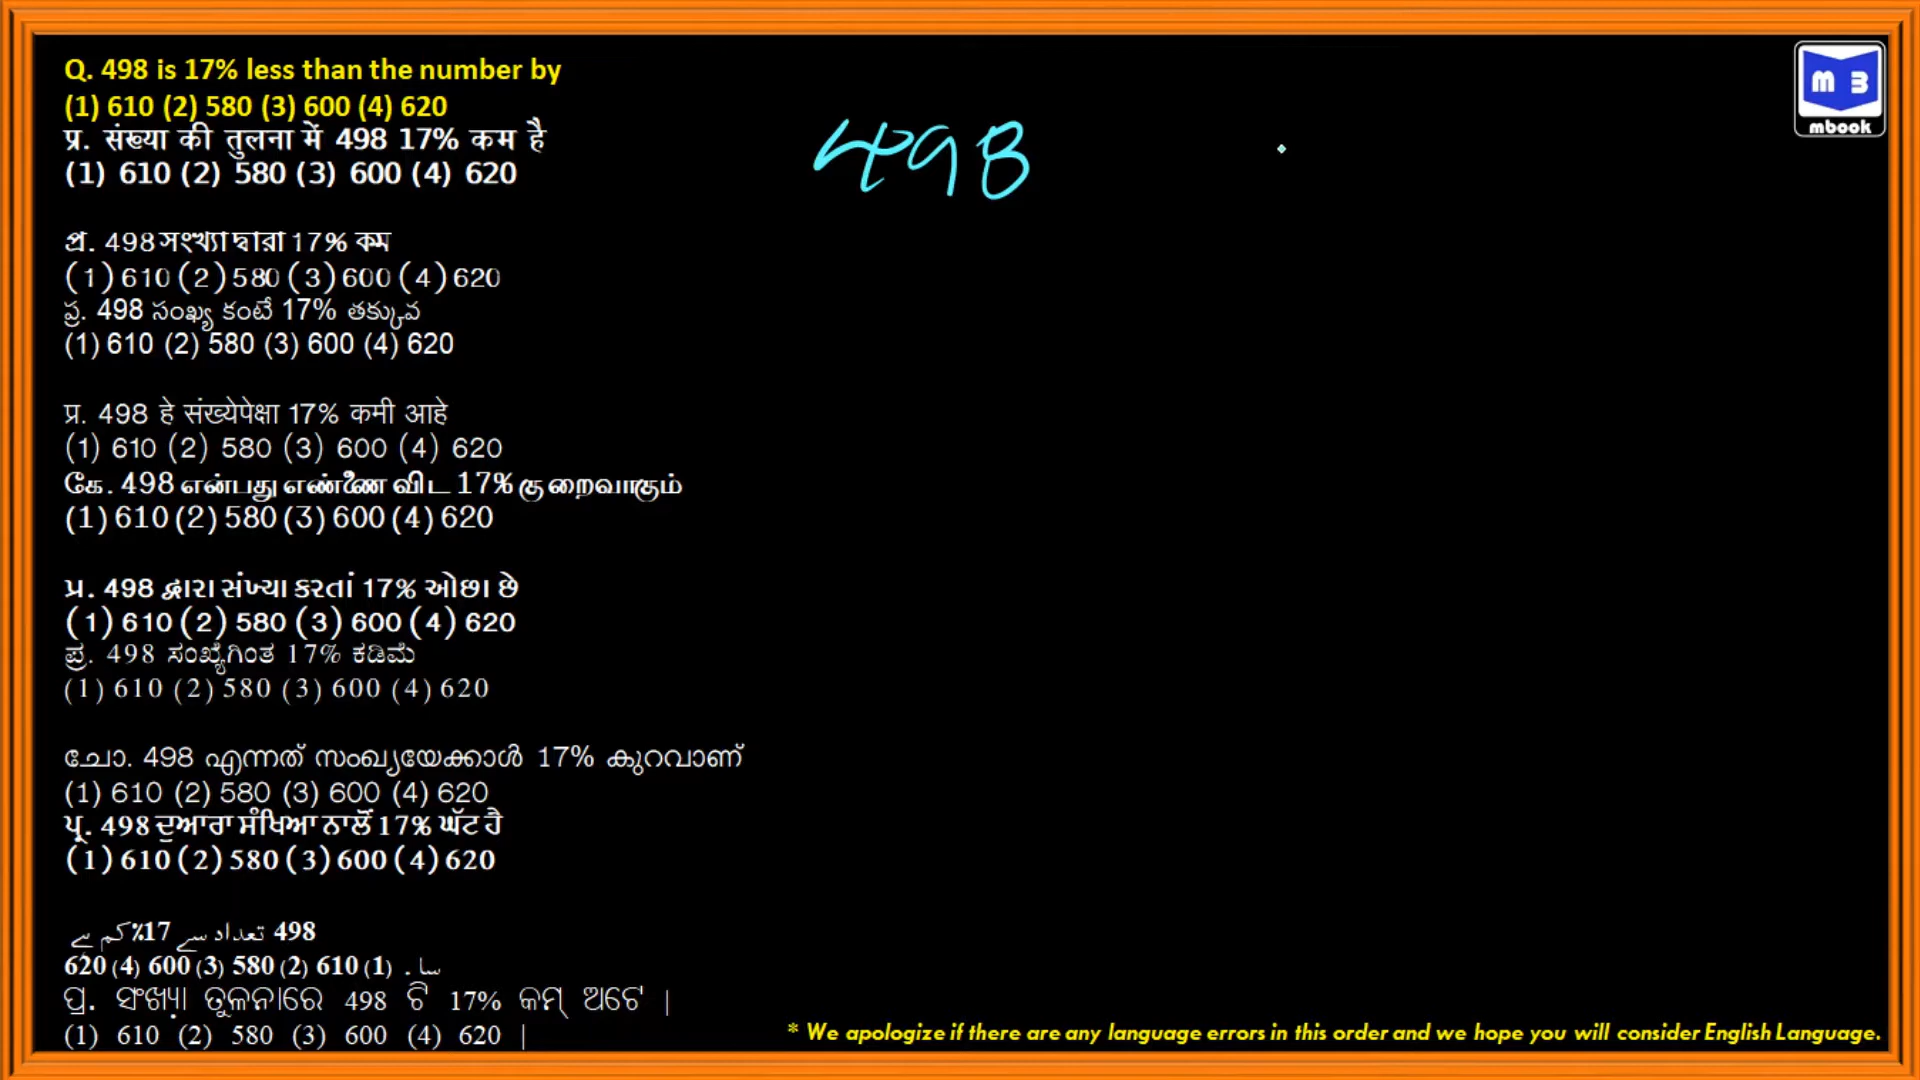 Q. 498 is 17% less than the number by
(1) 610 (2) 580 (3) 600 (4) 620
प्र. संख्या की तुलना में 498 17% कम है
(1) 610 (2) 580 (3) 600 (4) 620
498
m 3
mbook
498 17%
(1) 610 (2) 580 (3) 600 (4) 620
ప్ర. 498 సంఖ్య కంటే 17% తక్కువ
(1) 610 (2) 580 (3) 600 (4) 620
प्र. 498 हे संख्येपेक्षा 17% कमी आहे
(1) 610 (2) 580 (3) 600 (4) 620
கே. 498 என்பது எண்ணை விட 17% குறைவாகும்
(1) 610 (2) 580 (3) 600 (4) 620
પ્ર. 498 દ્વારા સંખ્યા કરતાં 17% ઓછા છે
(1) 610 (2) 580 (3) 600 (4) 620
ಪ್ರ. 498 ಸಂಖ್ಯೆಗಿಂತ 17% ಕಡಿಮೆ
(1) 610 (2) 580 (3) 600 (4) 620
ചോ. 498 എന്നത് സംഖ്യയേക്കാൾ 17% കുറവാണ്
(1) 610 (2) 580 (3) 600 (4) 620
ਪ੍ਰ. 498 ਦੁਆਰਾ ਸੰਖਿਆ ਨਾਲੋਂ 17% ਘੱਟ ਹੈ
(1) 610 (2) 580 (3) 600 (4) 620
498 تعداد سے 17٪ کم ہے
سا۔ (1) 610 (2) 580 (3) 600 (4) 620
ପ୍ର. ସଂଖ୍ୟା ତୁଳନାରେ 498 ଟି 17% କମ୍ ଅଟେ |
(1) 610 (2) 580 (3) 600 (4) 620 |
* We apologize if there are any language errors in this order and we hope you will consider English Language.